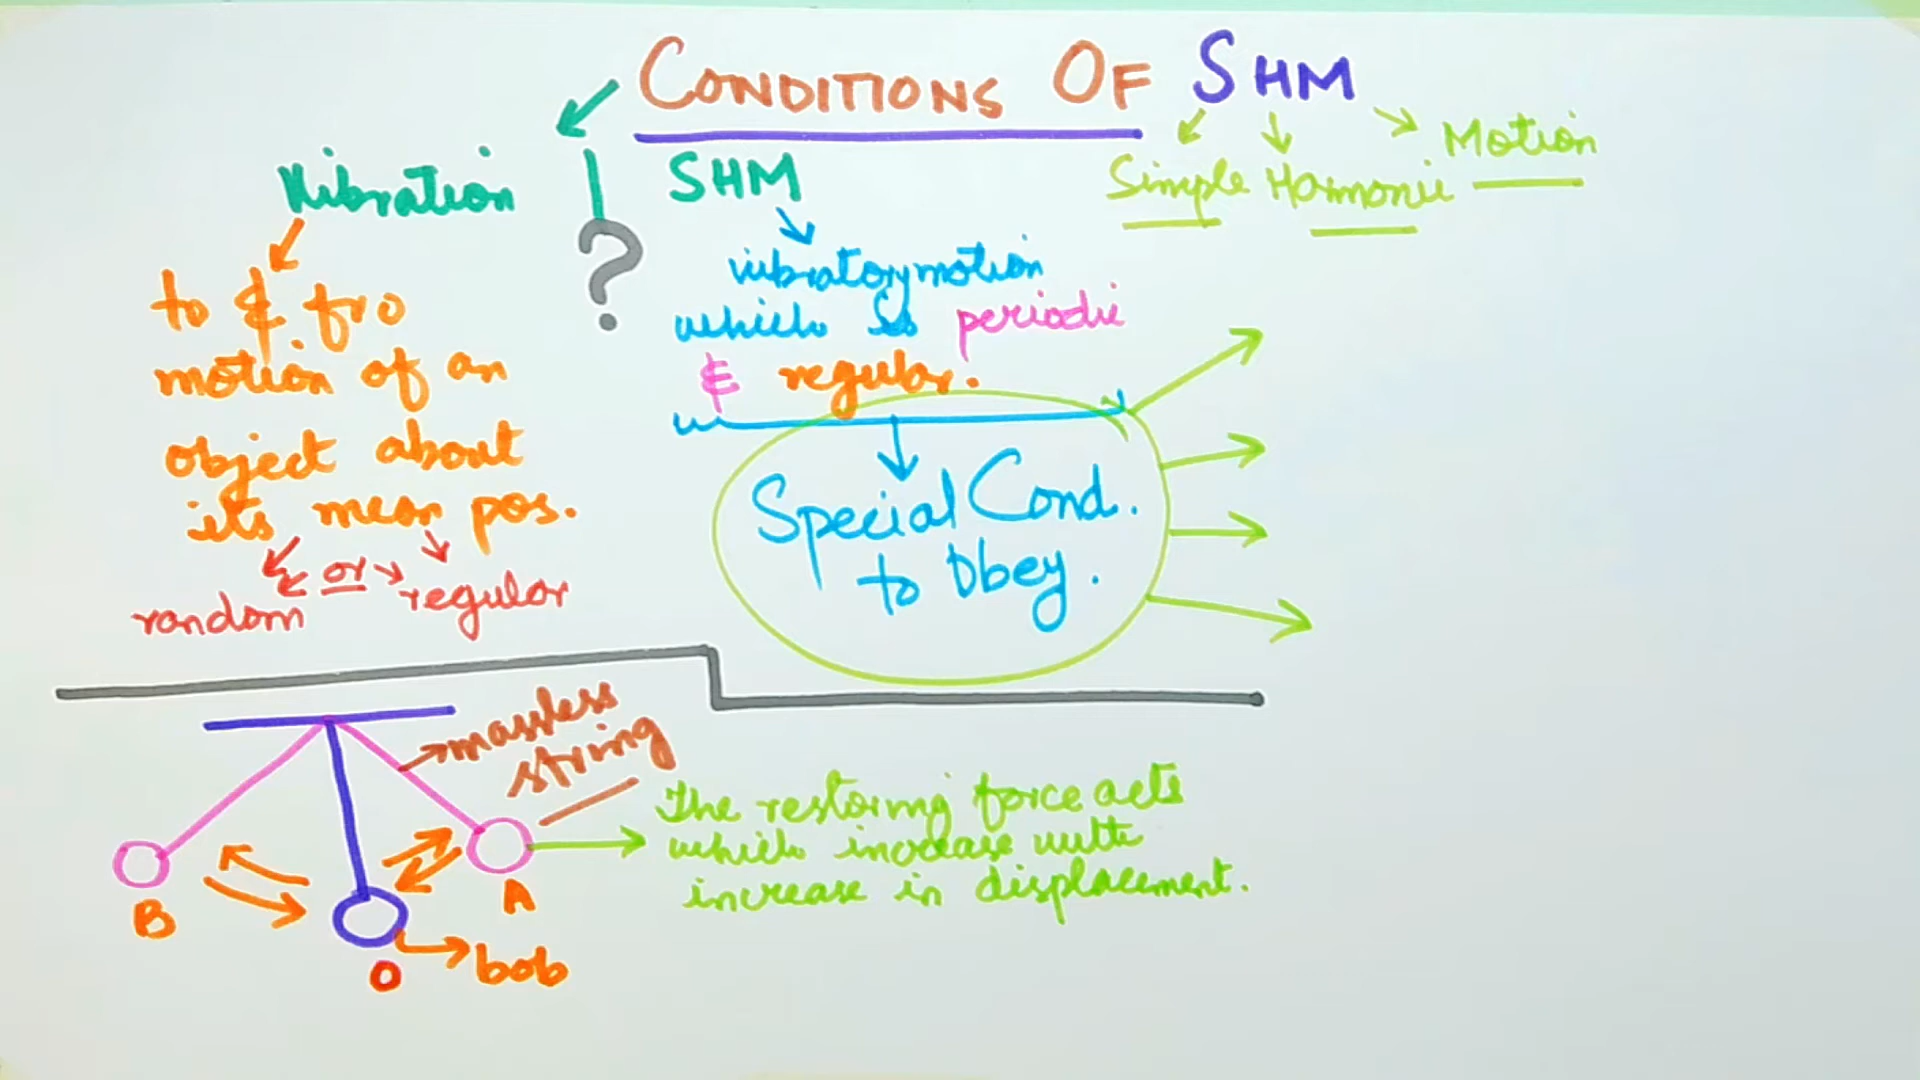 CONDITIONS OF SHM
Simple Harmonic Motion
Vibration
?
SHM
to & fro
motion of an
object about
its mean pos.
random or regular
vibratory motion
which is periodic
& regular.
Special Cond.
to Obey.
massless
string
The restoring force acts
which increase with
increase in displacement.
B
A
O
bob